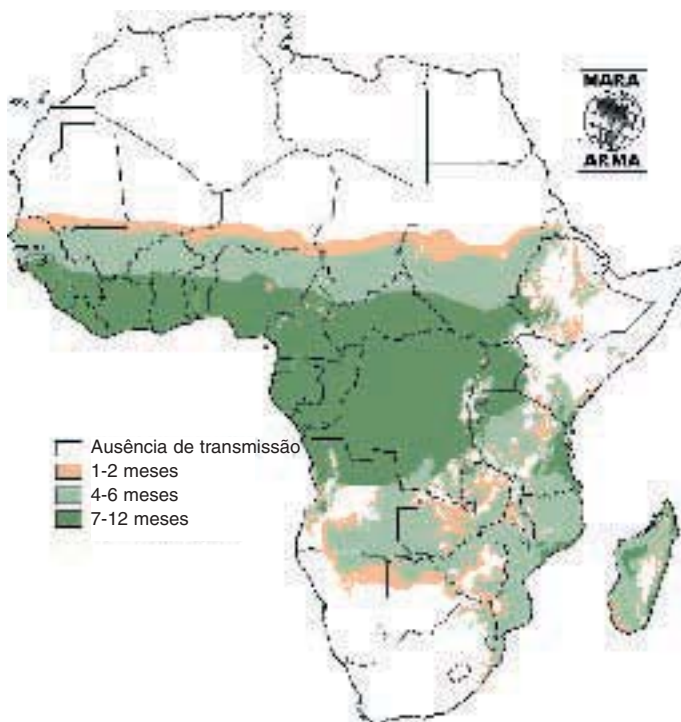 MARA
ARMA
Ausência de transmissão
1-2 meses
4-6 meses
7-12 meses